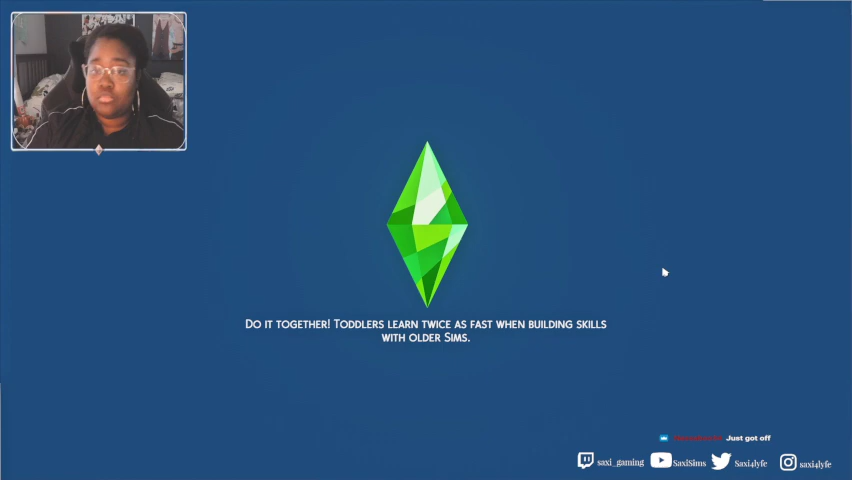 DO IT TOGETHER! TODDLERS LEARN TWICE AS FAST WHEN BUILDING SKILLS
WITH OLDER SIMS.
Just got off
saxi_gaming SaxiSims Saxi4lyfe saxi4lyfe